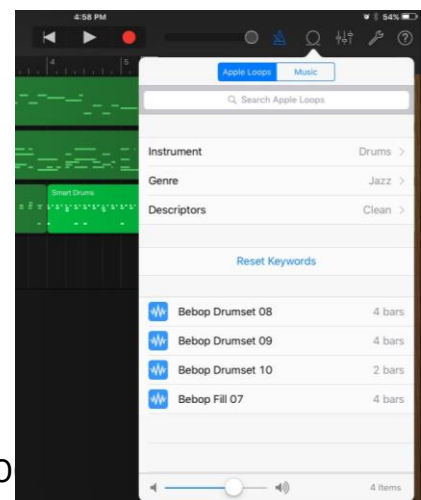 4:58 PM 54%
4 5
Apple Loops Music
Search Apple Loops
Instrument Drums
Genre Jazz
Smart Drums
Descriptors Clean
Reset Keywords
Bebop Drumset 08 4 bars
Bebop Drumset 09 4 bars
Bebop Drumset 10 2 bars
Bebop Fill 07 4 bars
4 Items